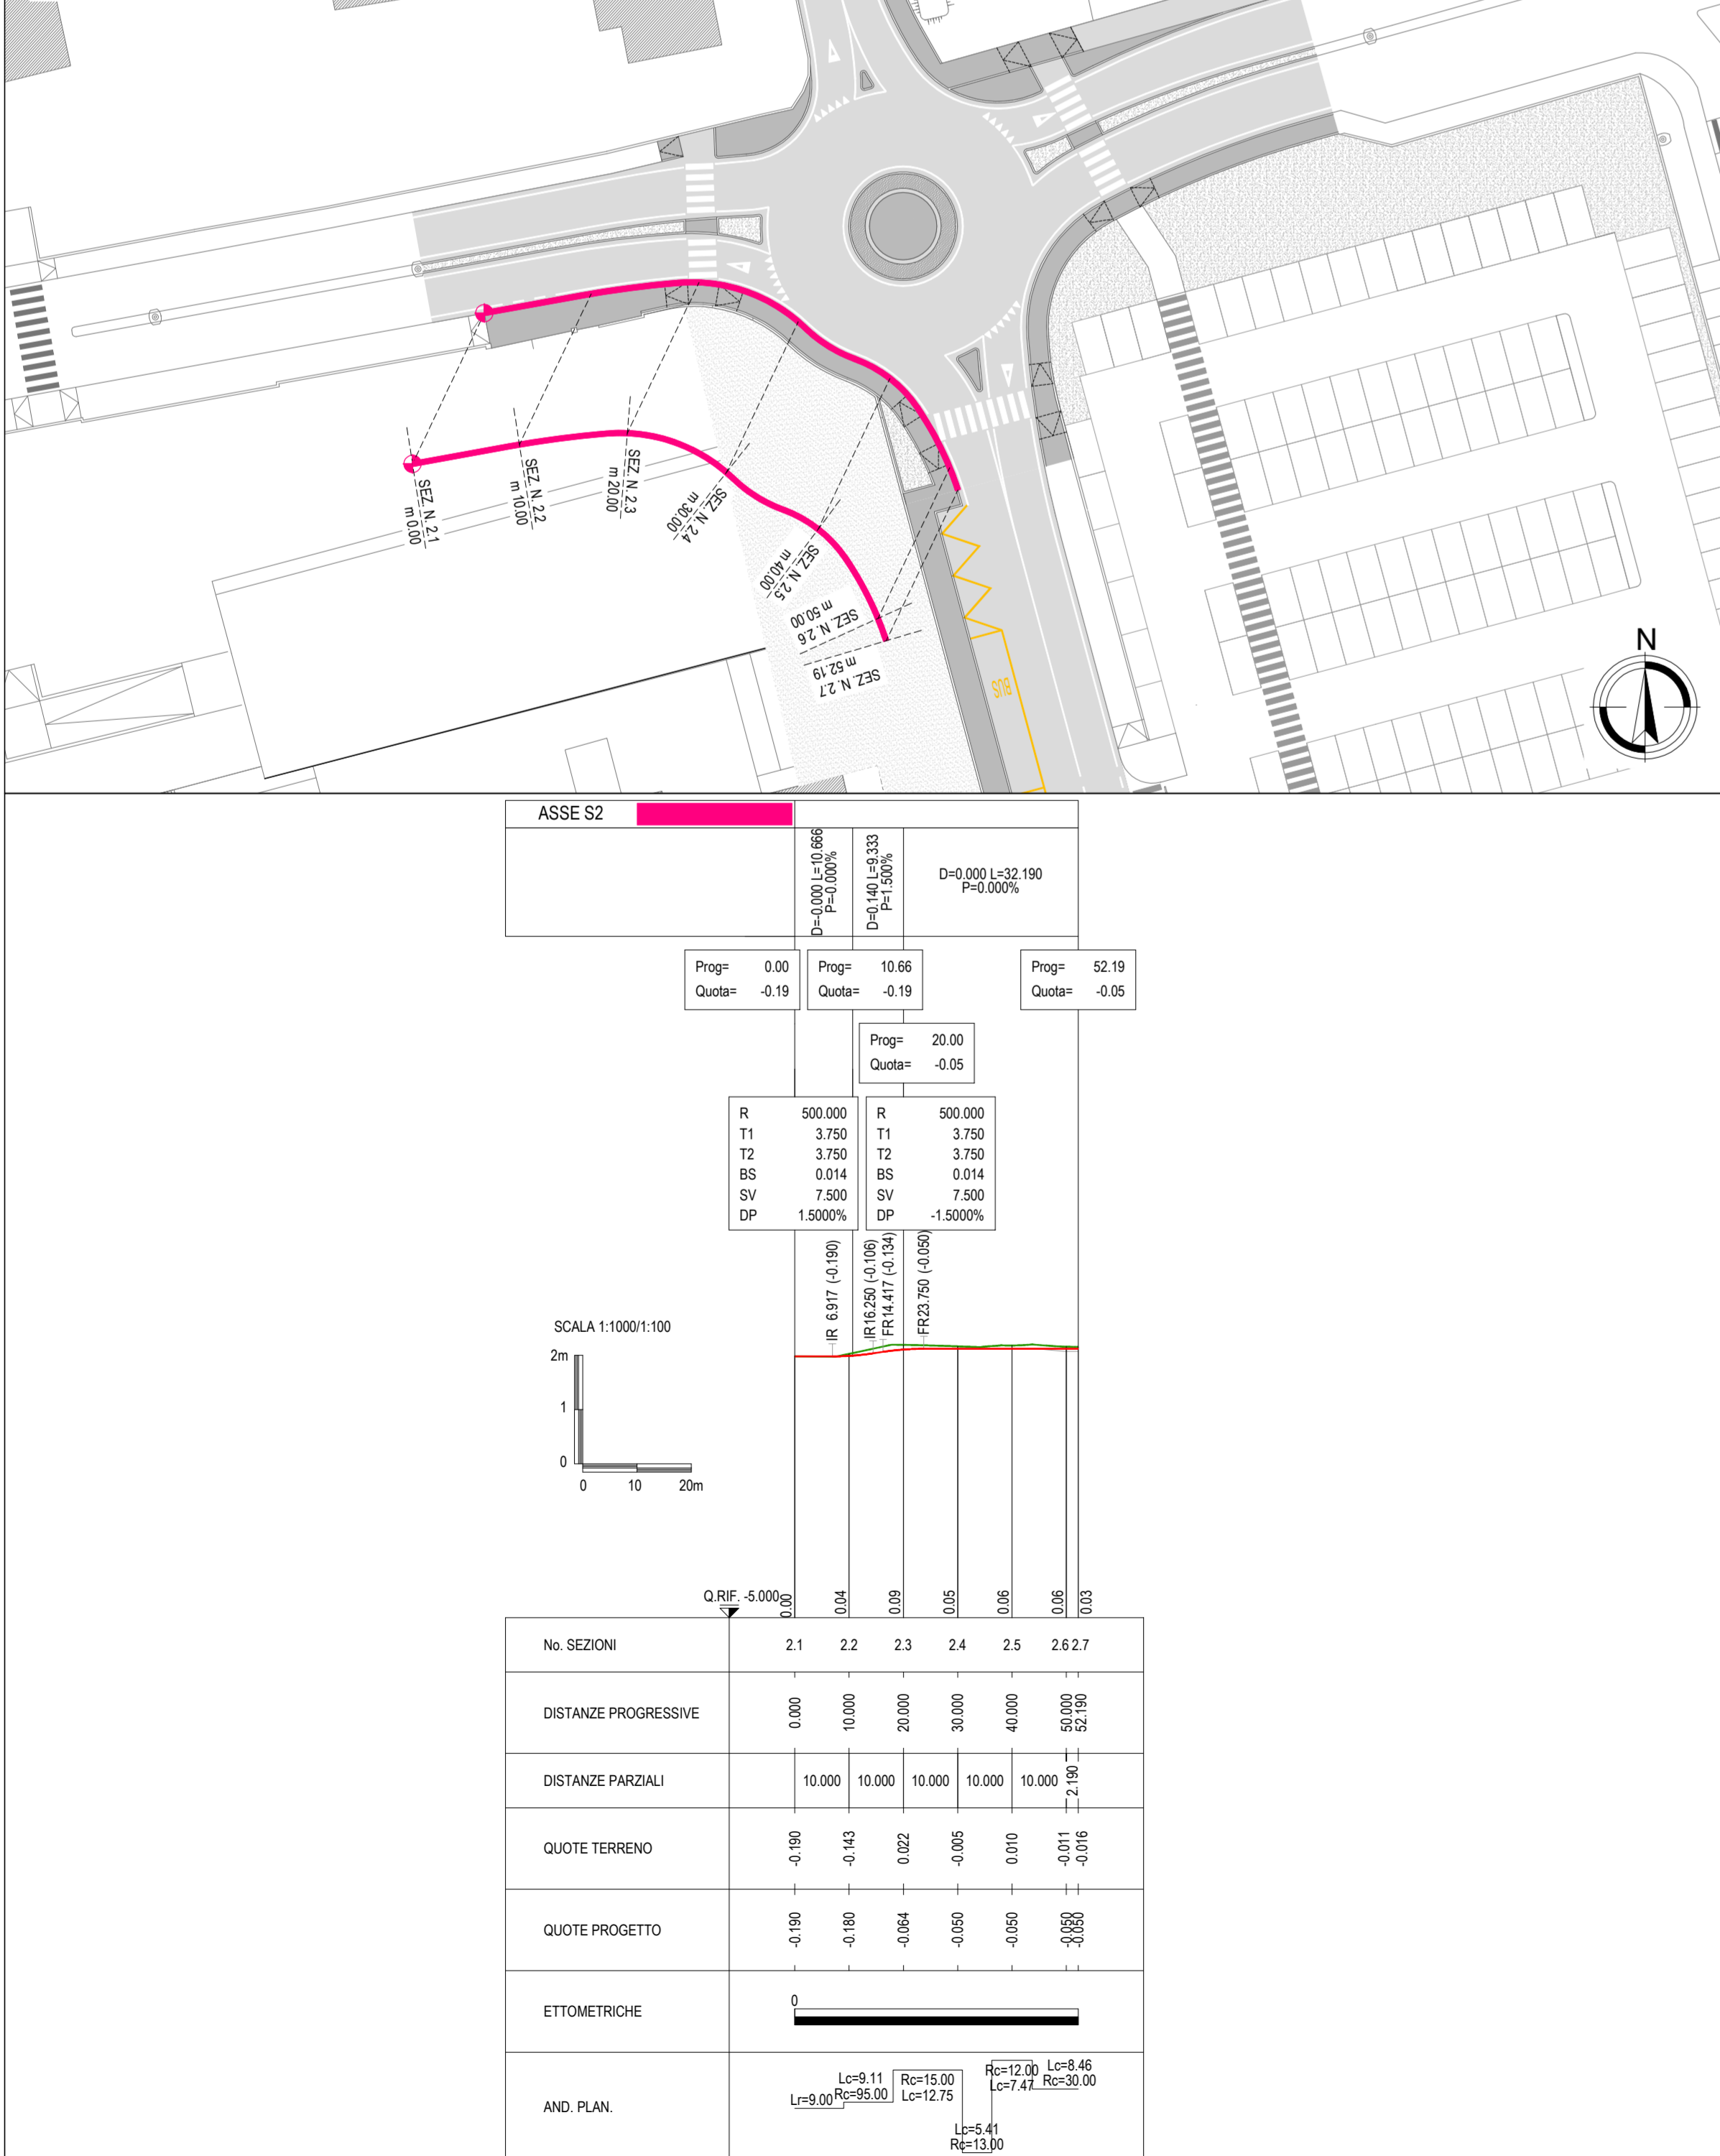 SEZ. N. 2.1
m 0.00
SEZ. N. 2.2
m 10.00
SEZ. N. 2.3
m 20.00
SEZ. N. 2.4
m 30.00
SEZ. N. 2.5
m 40.00
SEZ. N. 2.6
m 50.00
SEZ. N. 2.7
m 52.19
BUS
N
ASSE S2
D=-0.000 L=10.666
P=-0.000%
D=0.140 L=9.333
P=1.500%
D=0.000 L=32.190
P=0.000%
Prog= 0.00
Quota= -0.19
Prog= 10.66
Quota= -0.19
Prog= 52.19
Quota= -0.05
Prog= 20.00
Quota= -0.05
R 500.000
T1 3.750
T2 3.750
BS 0.014
SV 7.500
DP 1.5000%
R 500.000
T1 3.750
T2 3.750
BS 0.014
SV 7.500
DP -1.5000%
IR 6.917 (-0.190)
IR16.250 (-0.106)
FR14.417 (-0.134)
FR23.750 (-0.050)
SCALA 1:1000/1:100
2m
1
0
0 10 20m
Q.RIF. -5.000
0.00 0.04 0.09 0.05 0.06 0.06 0.03
No. SEZIONI 2.1 2.2 2.3 2.4 2.5 2.6 2.7
DISTANZE PROGRESSIVE 0.000 10.000 20.000 30.000 40.000 50.000 52.190
DISTANZE PARZIALI 10.000 10.000 10.000 10.000 10.000 2.190
QUOTE TERRENO -0.190 -0.143 0.022 -0.005 0.010 -0.011 -0.016
QUOTE PROGETTO -0.190 -0.180 -0.064 -0.050 -0.050 -0.050 -0.050
ETTOMETRICHE 0
AND. PLAN.
Lr=9.00
Lc=9.11
Rc=95.00
Rc=15.00
Lc=12.75
Lc=5.41
Rc=13.00
Rc=12.00
Lc=7.47
Lc=8.46
Rc=30.00